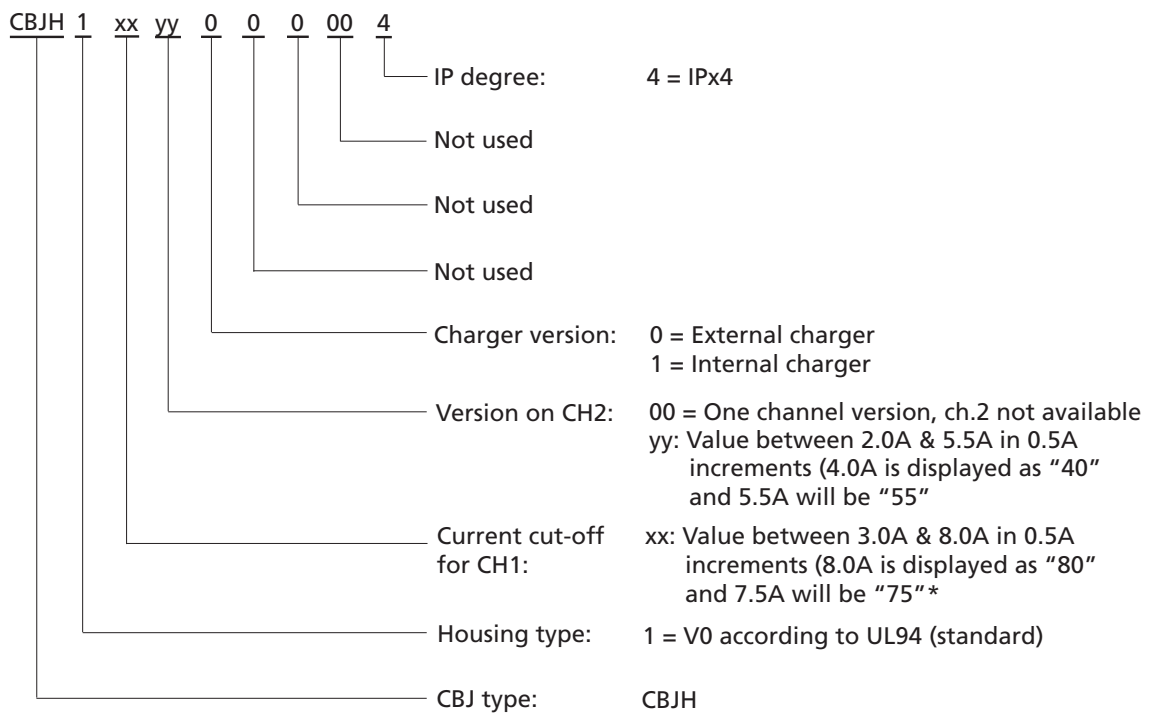 CBJH 1 xx yy 0 0 0 00 4
IP degree: 4 = IPx4
Not used
Not used
Not used
Charger version: 0 = External charger
1 = Internal charger
Version on CH2: 00 = One channel version, ch.2 not available
yy: Value between 2.0A & 5.5A in 0.5A
increments (4.0A is displayed as “40”
and 5.5A will be “55”
Current cut-off xx: Value between 3.0A & 8.0A in 0.5A
for CH1: increments (8.0A is displayed as “80”
and 7.5A will be “75”*
Housing type: 1 = V0 according to UL94 (standard)
CBJ type: CBJH